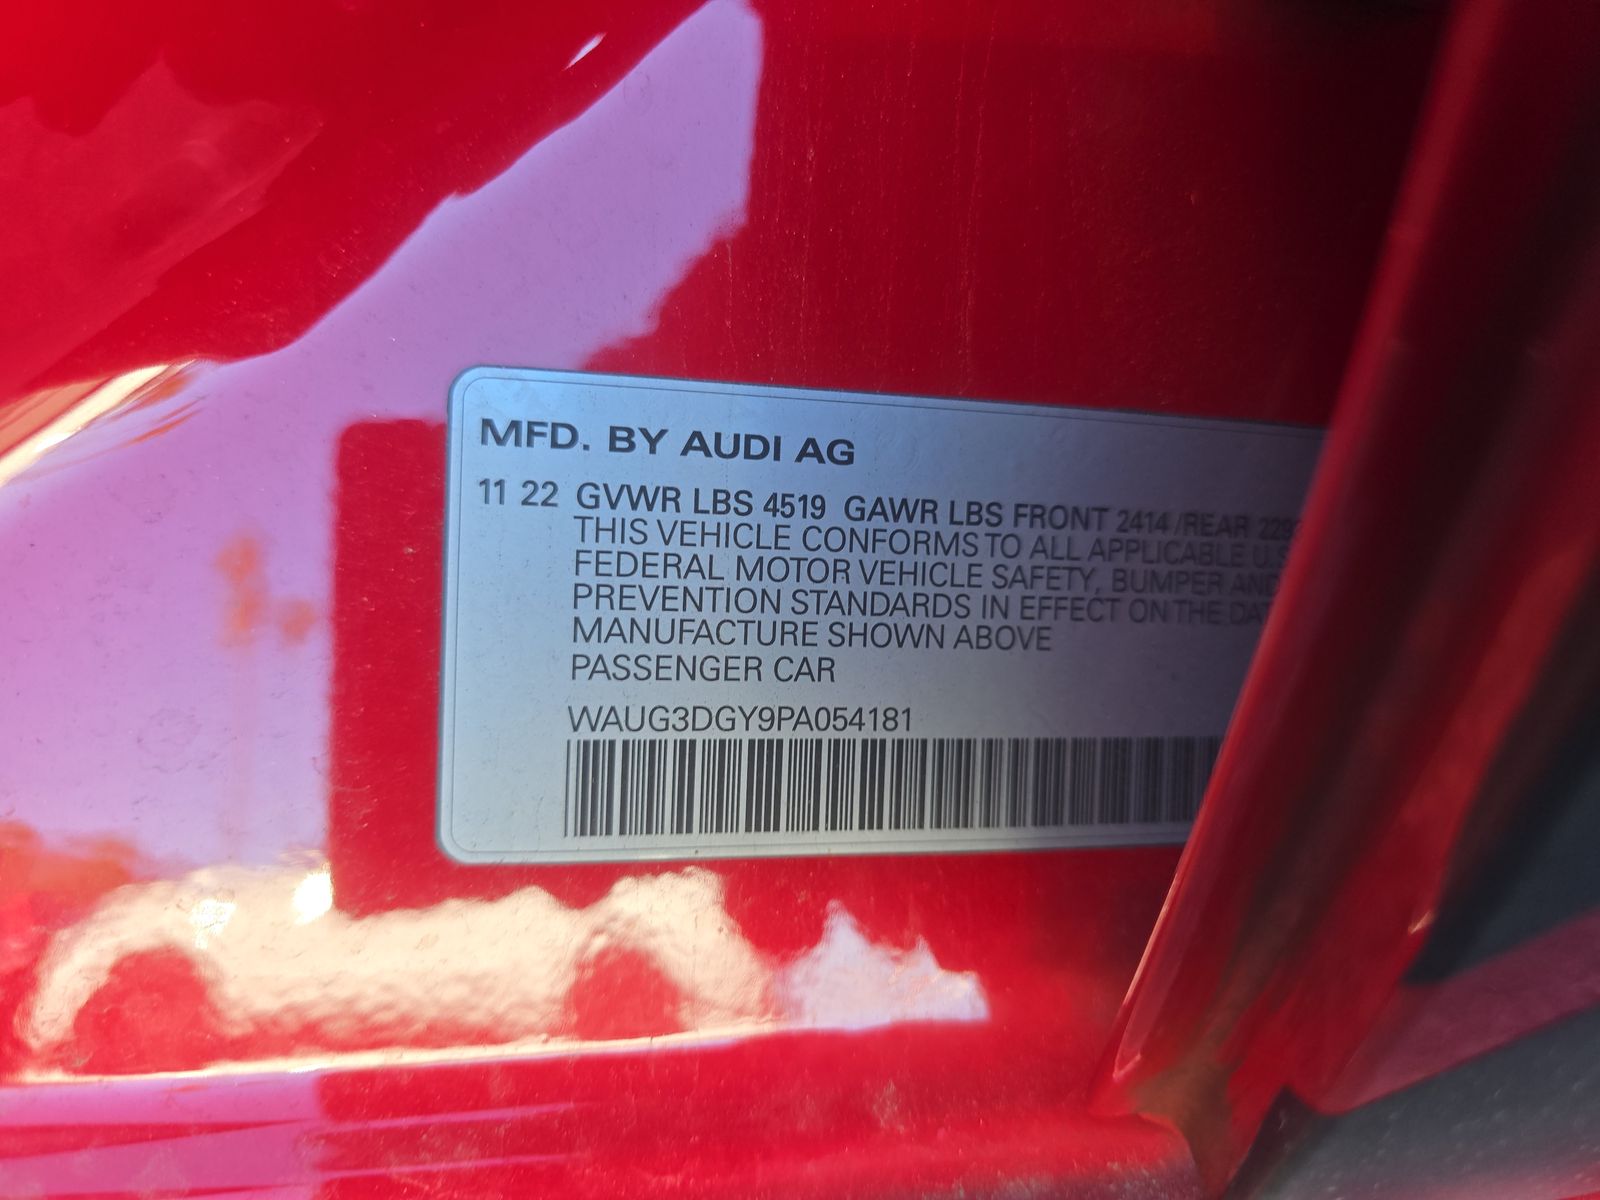 MFD. BY AUDI AG
11 22 GVWR LBS 4519 GAWR LBS FRONT 2414 /REAR
THIS VEHICLE CONFORMS TO ALL APPLICABLE U.S
FEDERAL MOTOR VEHICLE SAFETY, BUMPER AND
PREVENTION STANDARDS IN EFFECT ON THE
MANUFACTURE SHOWN ABOVE
PASSENGER CAR
WAUG3DGY9PA054181